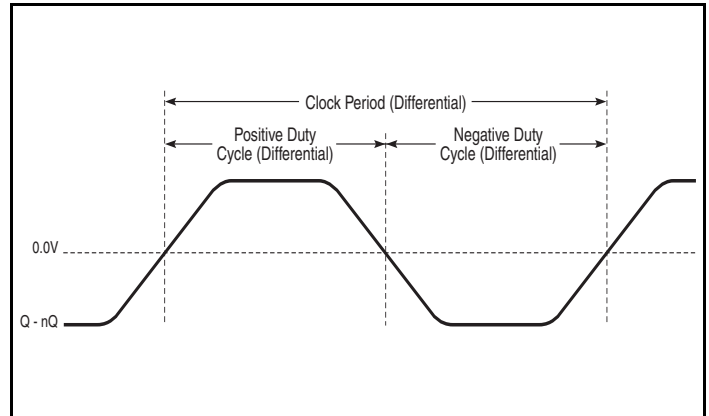 Clock Period (Differential)
Positive Duty
Cycle (Differential)
Negative Duty
Cycle (Differential)
0.0V
Q - nQ